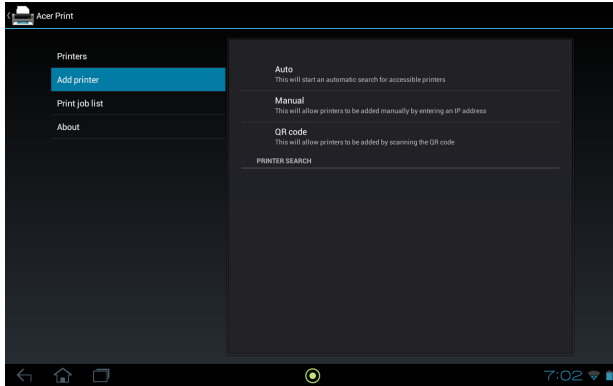 Acer Print
Printers
Add printer
Print job list
About
Auto
This will start an automatic search for accessible printers
Manual
This will allow printers to be added manually by entering an IP address
QR code
This will allow printers to be added by scanning the QR code
PRINTER SEARCH
7:02